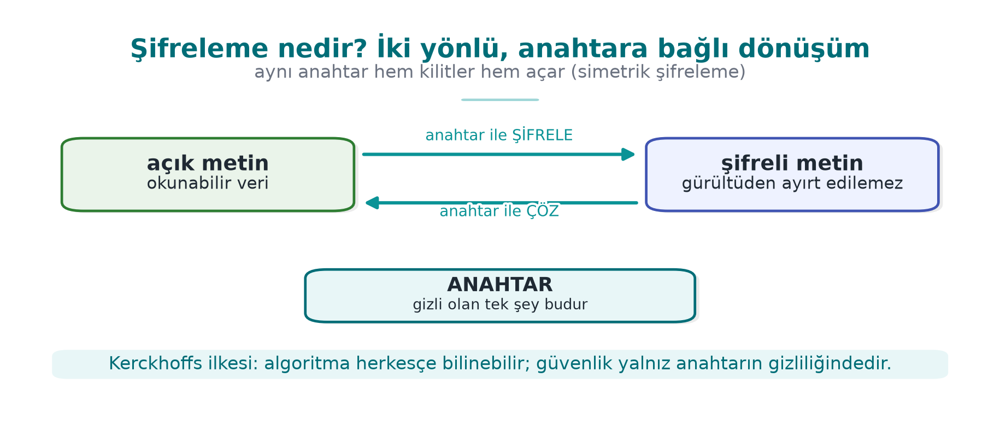 Şifreleme nedir? İki yönlü, anahtara bağlı dönüşüm
aynı anahtar hem kilitler hem açar (simetrik şifreleme)
anahtar ile ŞİFRELE
açık metin
okunabilir veri
şifreli metin
gürültüden ayırt edilemez
anahtar ile ÇÖZ
ANAHTAR
gizli olan tek şey budur
Kerckhoffs ilkesi: algoritma herkesçe bilinebilir; güvenlik yalnız anahtarın gizliliğindedir.